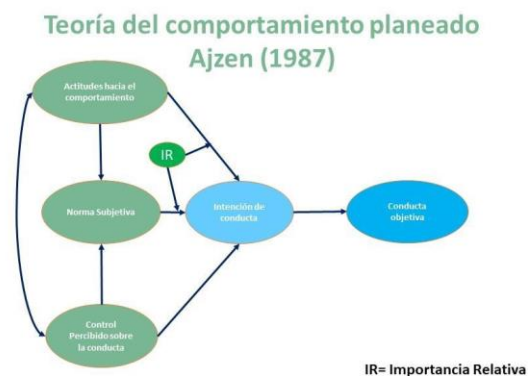 Teoría del comportamiento planeado
Ajzen (1987)
Actitudes hacia el
comportamiento
IR
Norma Subjetiva
Intención de
conducta
Conducta
objetiva
Control
Percibido sobre
la conducta
IR= Importancia Relativa